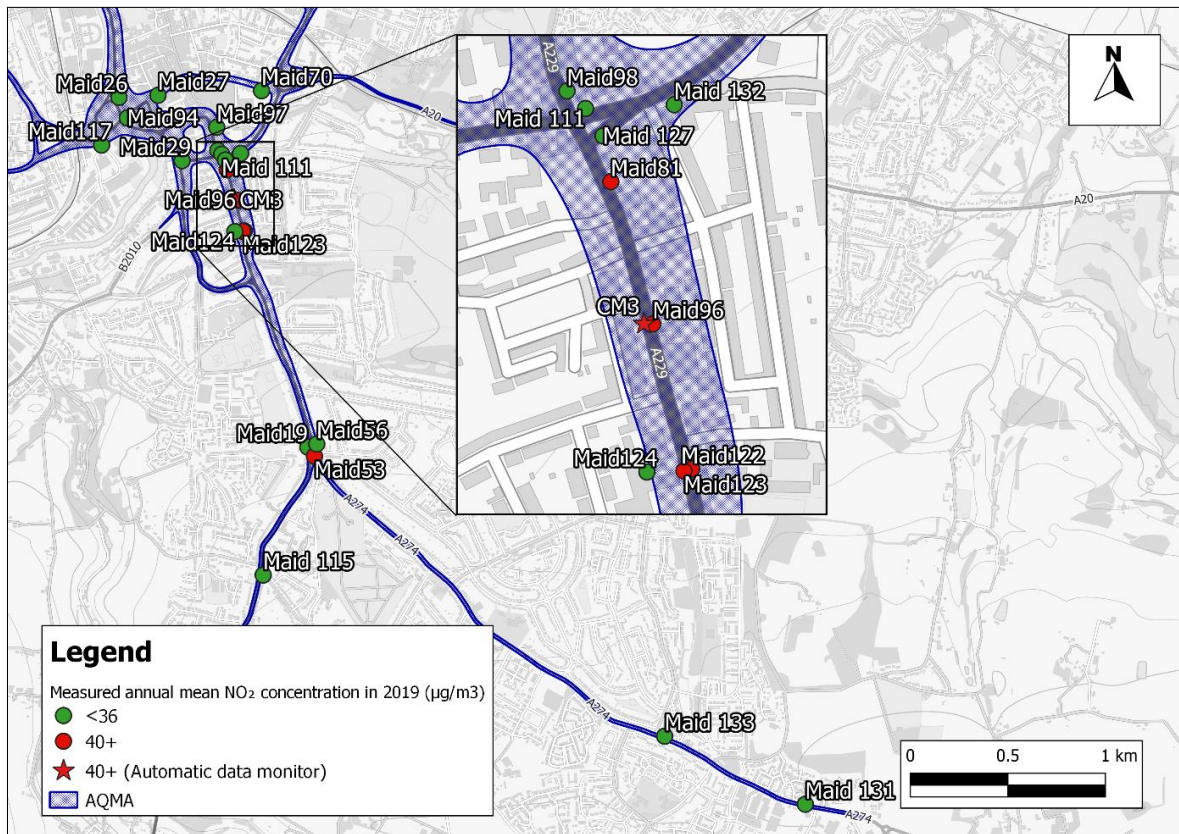 Maid26
Maid27
Maid70
Maid94
Maid97
Maid117
Maid29
Maid 111
Maid96
CM3
Maid124
Maid123
B2010
A20
A229
Maid98
Maid 132
Maid 111
Maid 127
Maid81
CM3
Maid96
A229
Maid124
Maid122
Maid123
N
A20
Maid19
Maid56
Maid53
A274
A274
Maid 115
A274
Maid 133
Maid 131
A274
Legend
Measured annual mean NO₂ concentration in 2019 (µg/m3)
<36
40+
40+ (Automatic data monitor)
AQMA
0 0.5 1 km